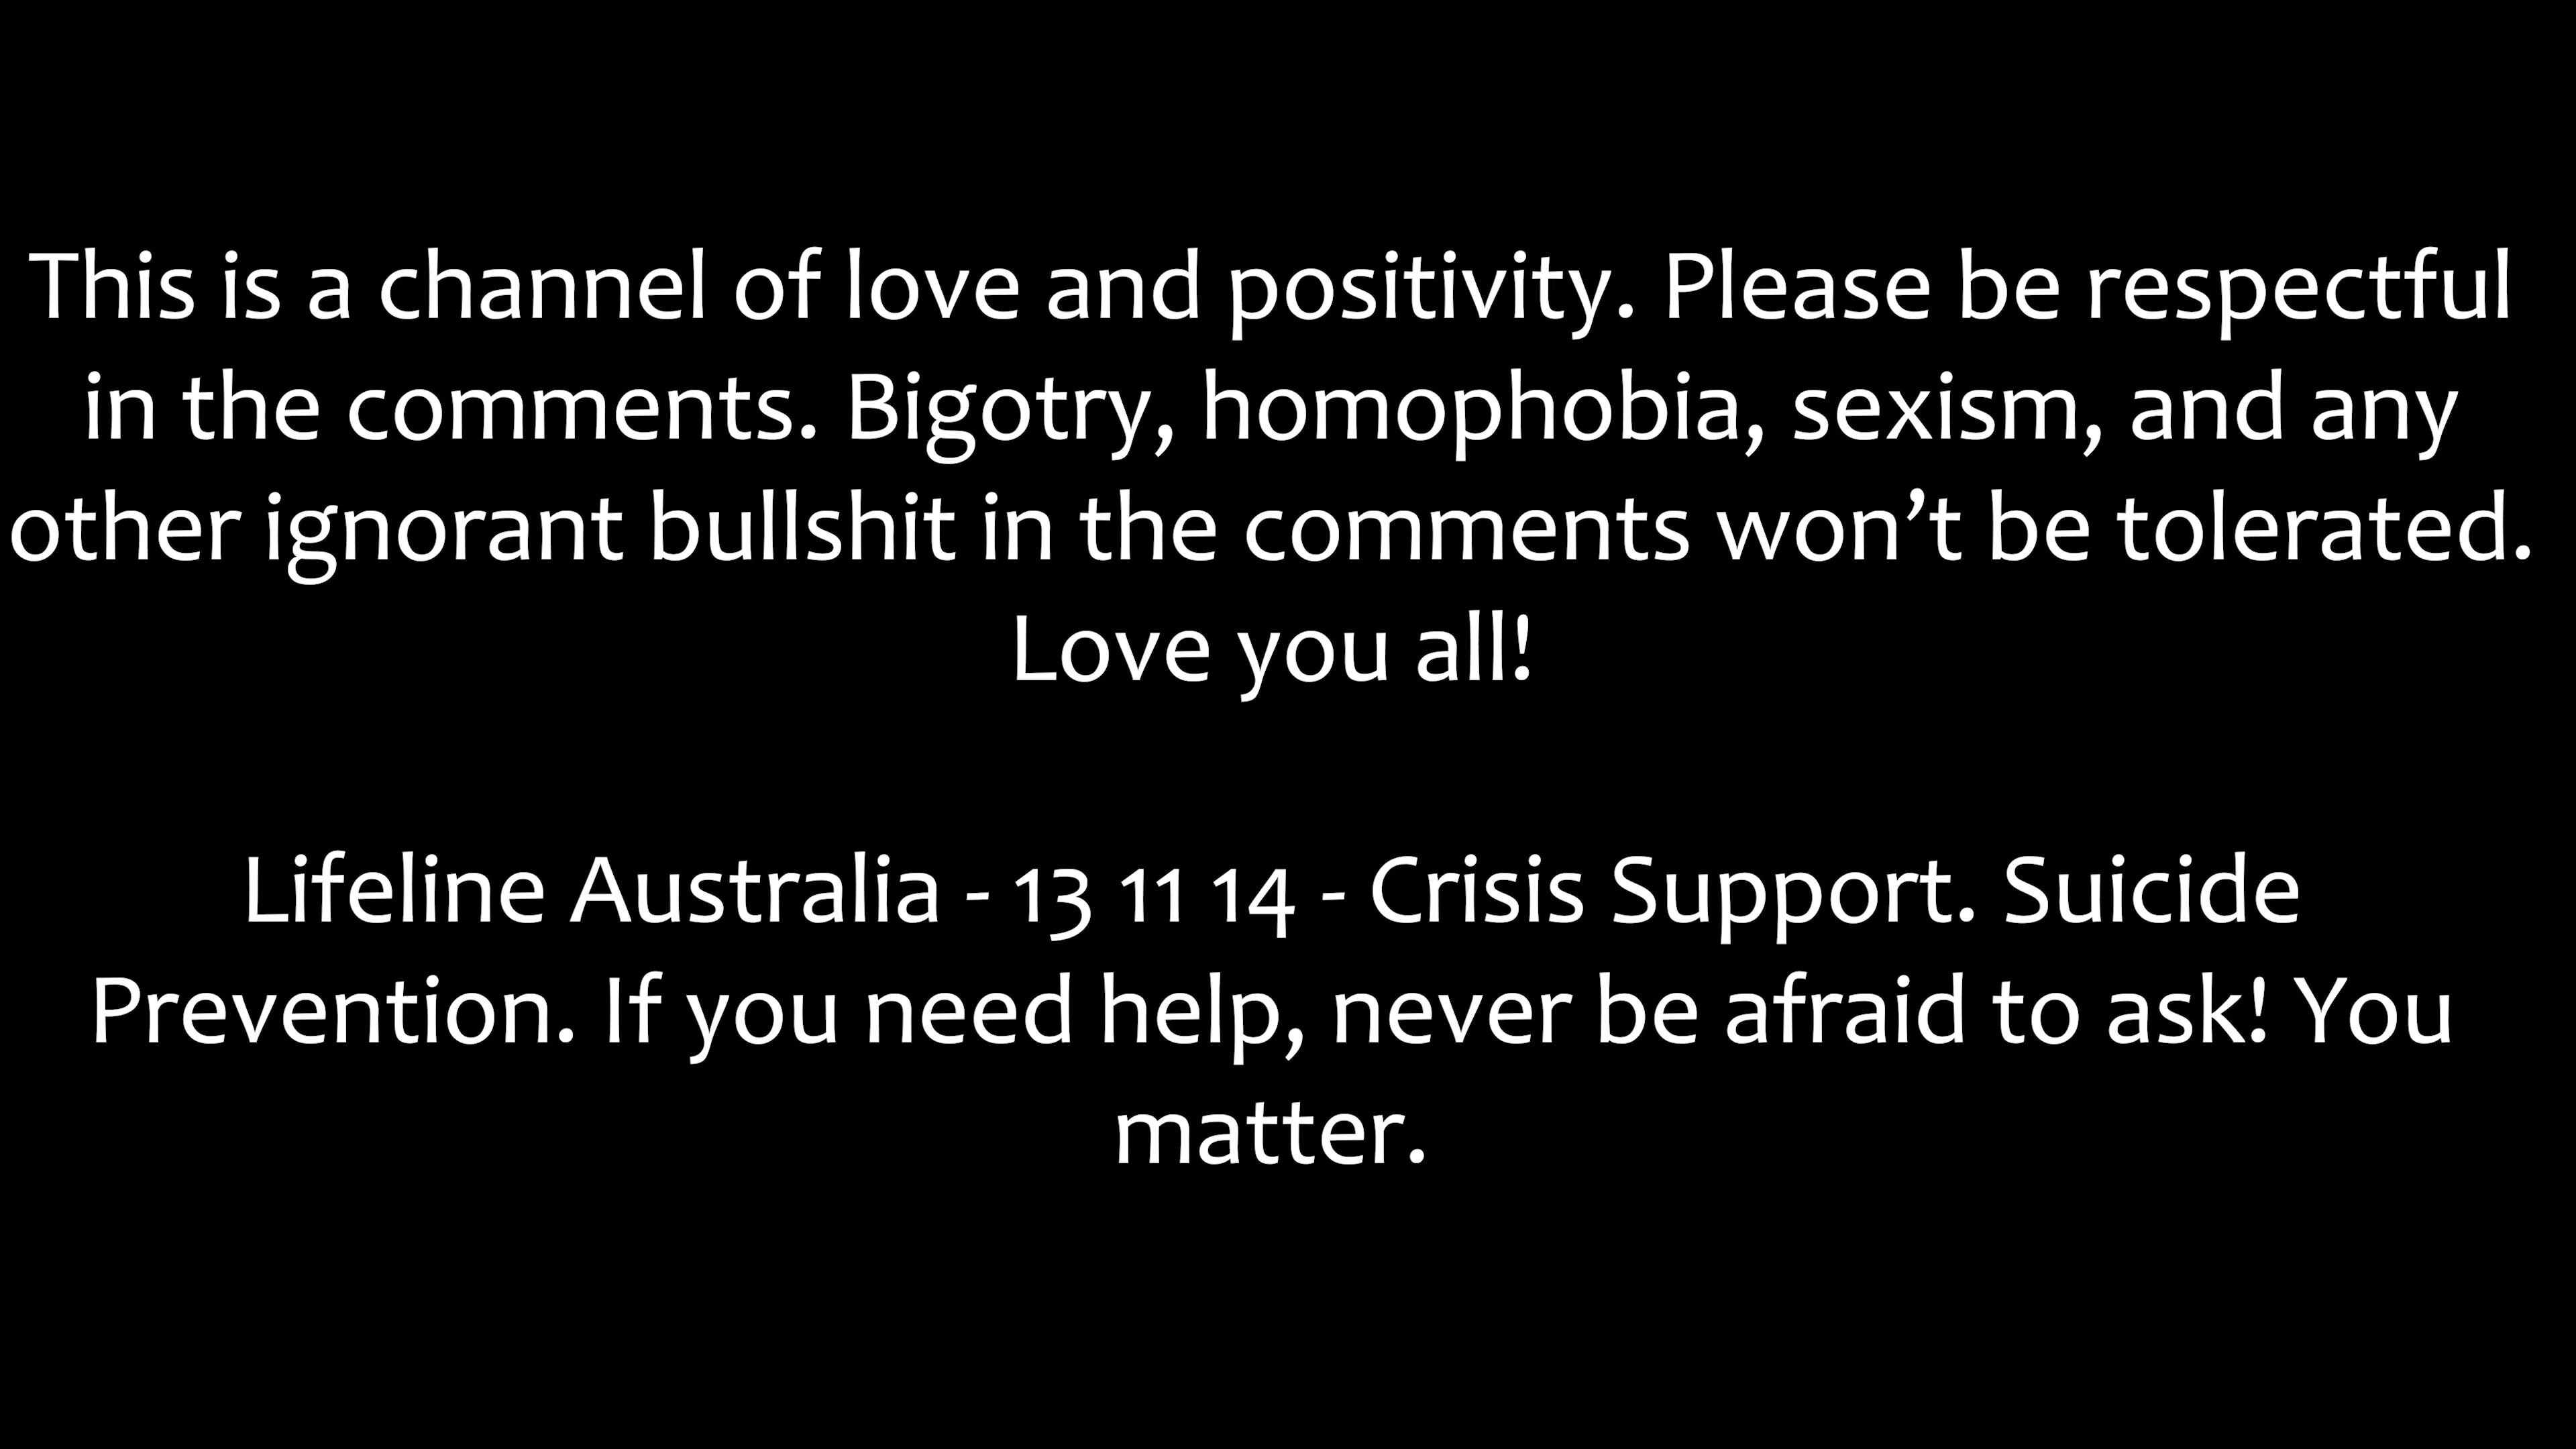 This is a channel of love and positivity. Please be respectful
in the comments. Bigotry, homophobia, sexism, and any
other ignorant bullshit in the comments won’t be tolerated.
Love you all!
Lifeline Australia - 13 11 14 - Crisis Support. Suicide
Prevention. If you need help, never be afraid to ask! You
matter.